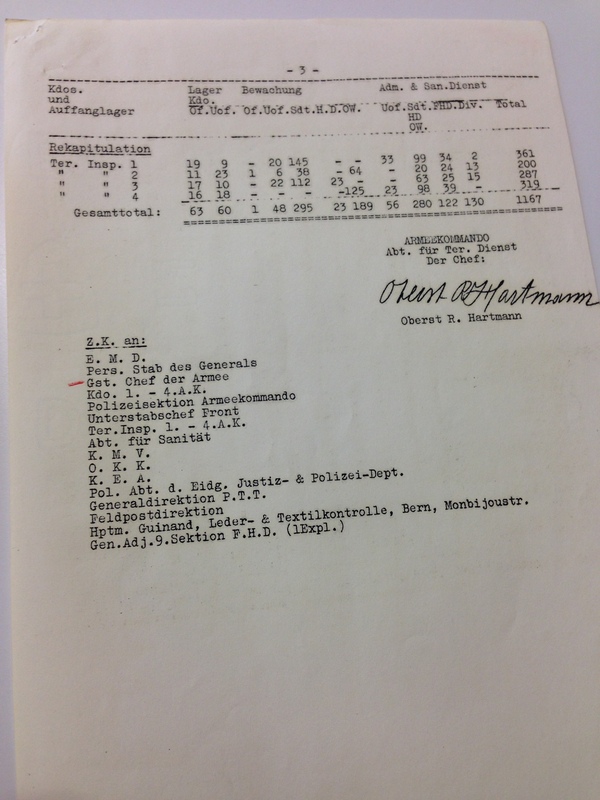 - 3 -
Kdos. Lager Bewachung Adm. & San.Dienst
und Kdo.
Auffanglager Of.Uof. Of.Uof.Sdt.H.D.OW. Uof.Sdt.FHD.Div. Total
HD
OW.
Rekapitulation
Ter. Insp. 1 19 9 - 20 145 - - 33 99 34 2 361
" " 2 11 23 1 6 38 - 64 - 20 24 13 200
" " 3 17 10 - 22 112 23 - - 63 25 15 287
" " 4 16 18 - - - -125 23 98 39 - 319
Gesamttotal: 63 60 1 48 295 23 189 56 280 122 130 1167
ARMEEKOMMANDO
Abt. für Ter. Dienst
Der Chef:
Oberst R Hartmann
Oberst R. Hartmann
Z.K. an:
E. M. D.
Pers. Stab des Generals
Gst. Chef der Armee
Kdo. 1. - 4.A.K.
Polizeisektion Armeekommando
Unterstabschef Front
Ter.Insp. 1. - 4.A.K.
Abt. für Sanität
K. M. V.
O. K. K.
K. E. A.
Pol. Abt. d. Eidg. Justiz- & Polizei-Dept.
Generaldirektion P.T.T.
Feldpostdirektion
Hptm. Guinand, Leder- & Textilkontrolle, Bern, Monbijoustr.
Gen.Adj.9.Sektion F.H.D. (1Expl.)